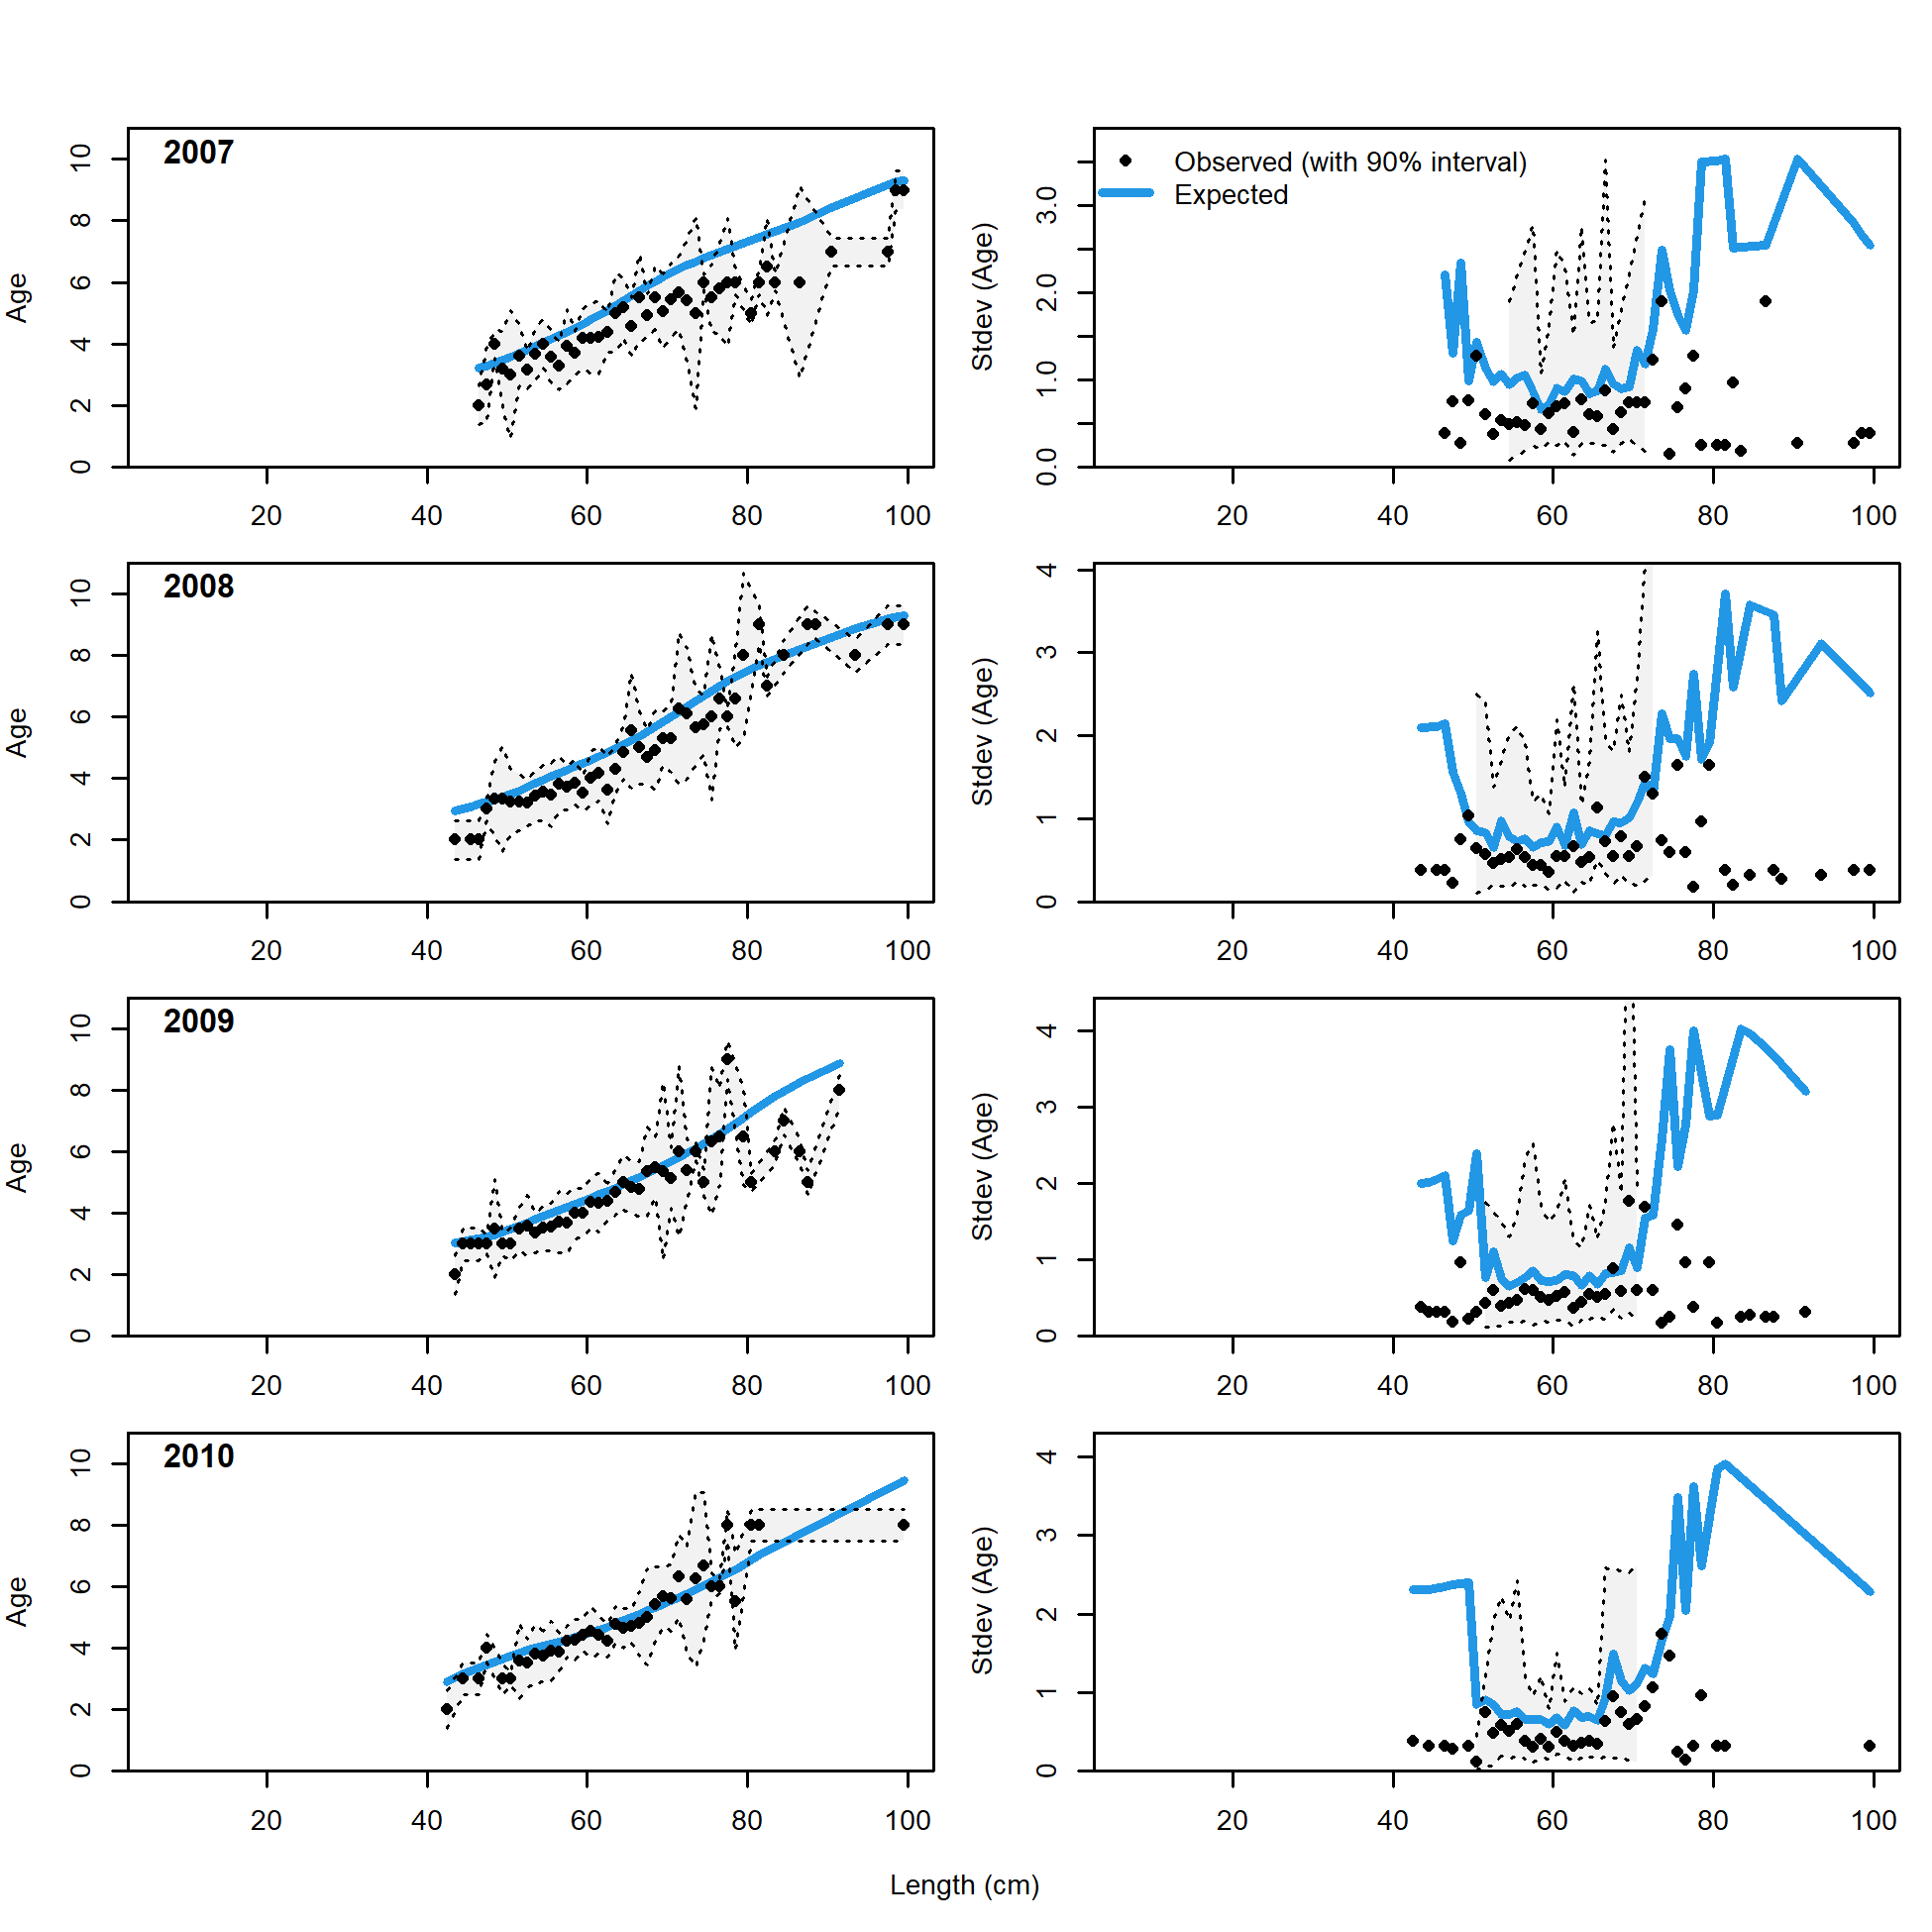 2007
Age
0 2 4 6 8 10
20 40 60 80 100
Observed (with 90% interval)
Expected
Stdev (Age)
0.0 1.0 2.0 3.0
20 40 60 80 100
2008
Age
0 2 4 6 8 10
20 40 60 80 100
Stdev (Age)
0 1 2 3 4
20 40 60 80 100
2009
Age
0 2 4 6 8 10
20 40 60 80 100
Stdev (Age)
0 1 2 3 4
20 40 60 80 100
2010
Age
0 2 4 6 8 10
20 40 60 80 100
Stdev (Age)
0 1 2 3 4
20 40 60 80 100
Length (cm)